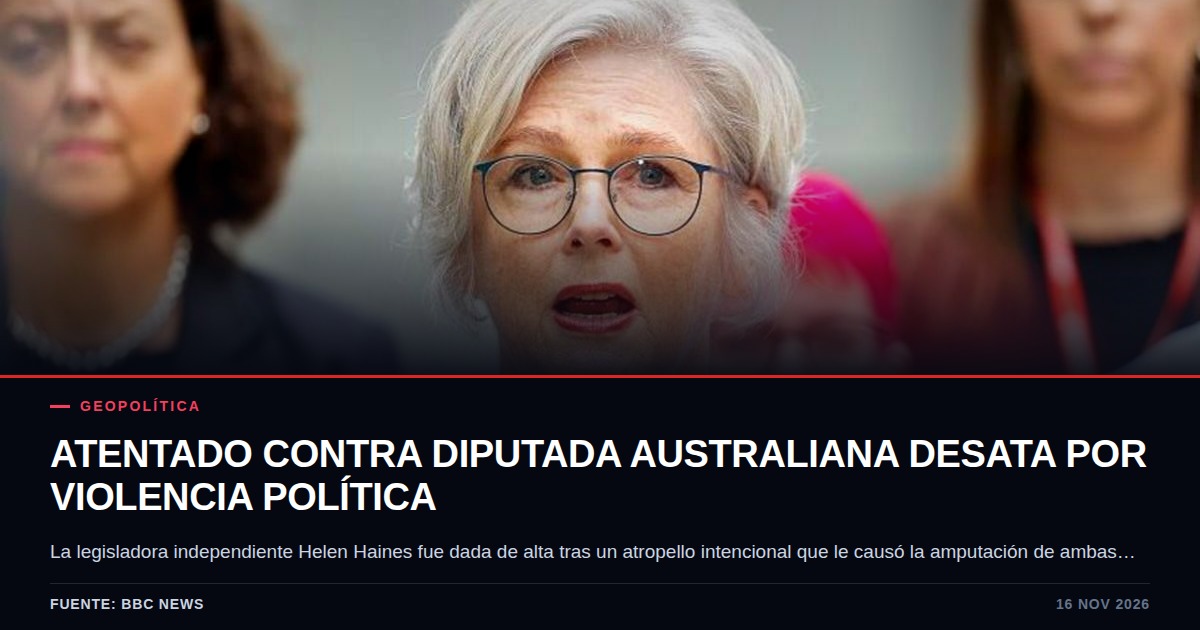 GEOPOLÍTICA
ATENTADO CONTRA DIPUTADA AUSTRALIANA DESATA POR
VIOLENCIA POLÍTICA
La legisladora independiente Helen Haines fue dada de alta tras un atropello intencional que le causó la amputación de ambas…
FUENTE: BBC NEWS
16 NOV 2026